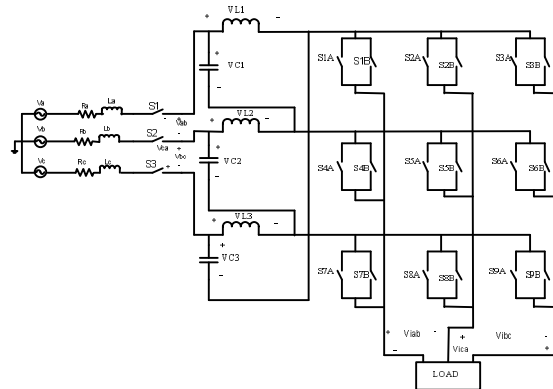 VL1
S1A S1B S2A S2B S3A S3B
VC1
Va Ra La S1
Vab
VL2
Vb Rb Lb S2
Vca
Vbc
Vc Rc Lc S3
VC2
S4A S4B S5A S5B S6A S6B
VL3
VC3
S7A S7B S8A S8B S9A S9B
Viab Vica Vibc
LOAD